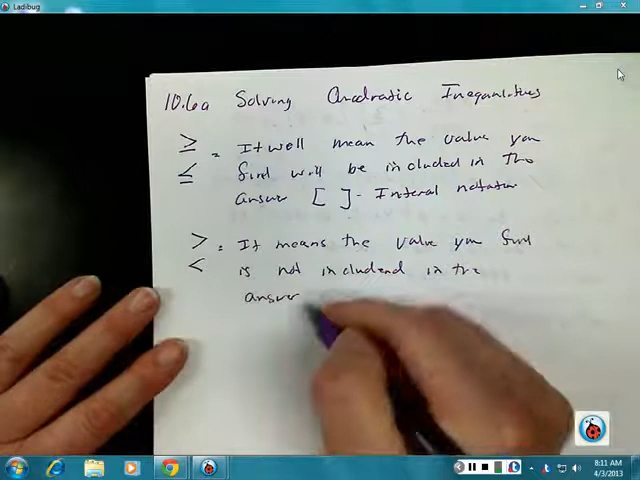 Ladibug
10.6a Solving Quadratic Inequalities
≥ = It well mean the value you
≤ find will be included in the
answer [ ] - Interal notation
> = It means the value you find
< is not includend in the
answer
8:11 AM
4/3/2013